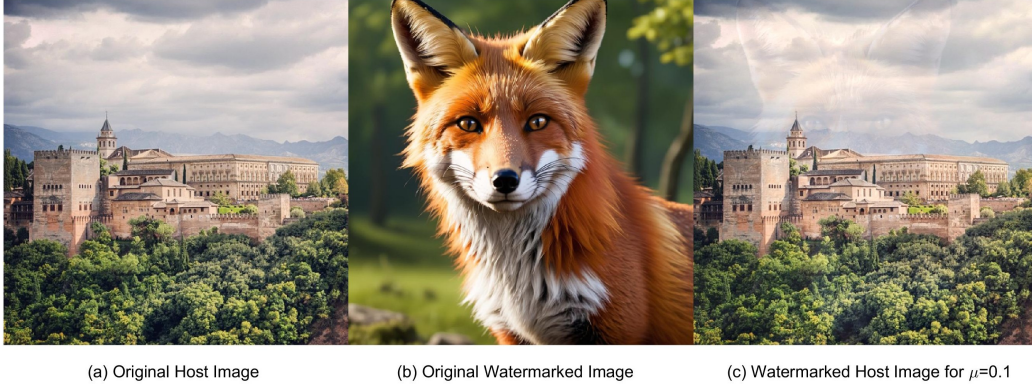 (a) Original Host Image
(b) Original Watermarked Image
(c) Watermarked Host Image for μ=0.1